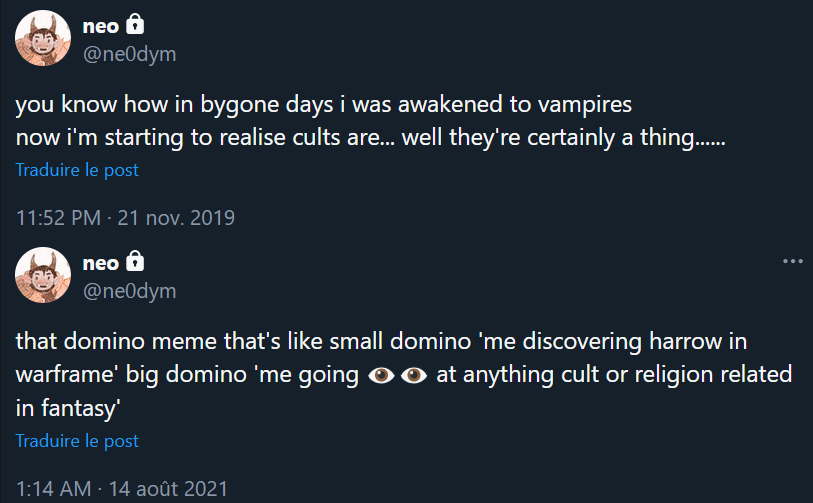 neo 🔒
@ne0dym
you know how in bygone days i was awakened to vampires
now i'm starting to realise cults are... well they're certainly a thing......
Traduire le post
11:52 PM · 21 nov. 2019
neo 🔒
@ne0dym
that domino meme that's like small domino 'me discovering harrow in
warframe' big domino 'me going 👁️👁️ at anything cult or religion related
in fantasy'
Traduire le post
1:14 AM · 14 août 2021